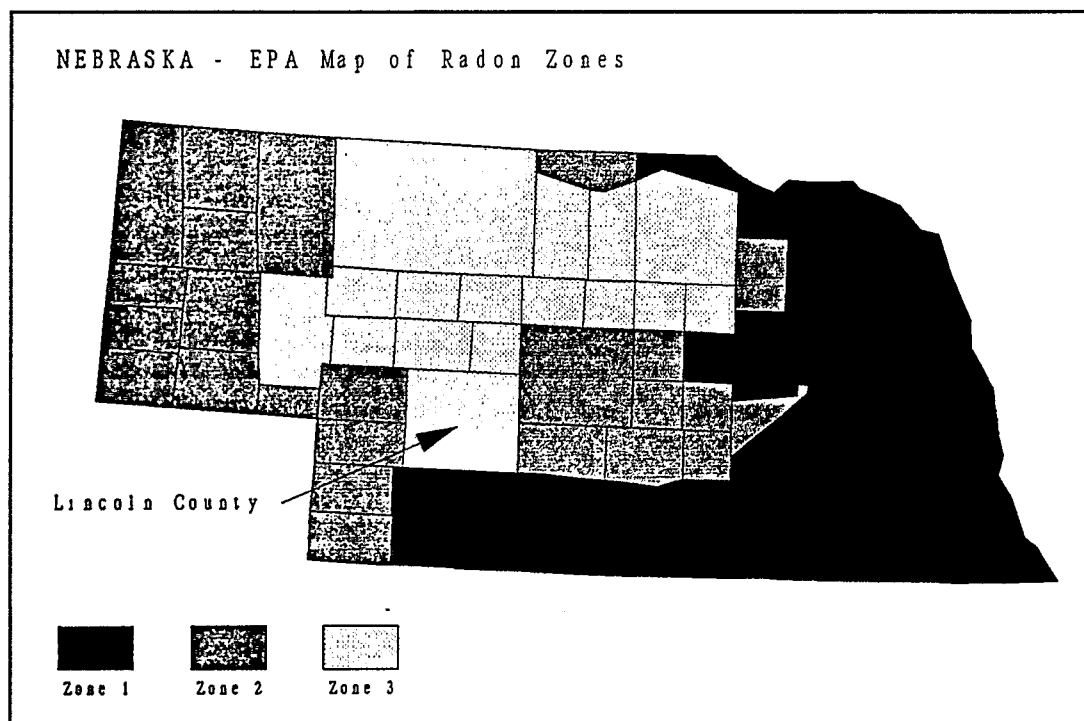 NEBRASKA - EPA Map of Radon Zones
Lincoln County
Zone 1
Zone 2
Zone 3